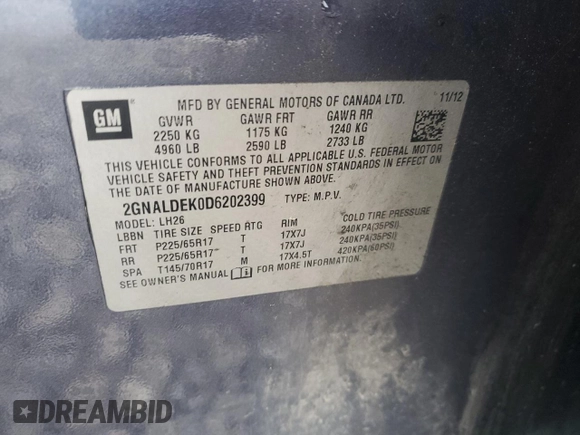 GM
MFD BY GENERAL MOTORS OF CANADA LTD. 11/12
GVWR GAWR FRT GAWR RR
2250 KG 1175 KG 1240 KG
4960 LB 2590 LB 2733 LB
THIS VEHICLE CONFORMS TO ALL APPLICABLE U.S. FEDERAL MOTOR
VEHICLE SAFETY AND THEFT PREVENTION STANDARDS IN EFFECT ON
THE DATE OF MANUFACTURE SHOWN ABOVE.
2GNALDEK0D6202399 TYPE: M.P.V.
MODEL: LH26
LBBN TIRE SIZE SPEED RTG RIM COLD TIRE PRESSURE
FRT P225/65R17 T 17X7J 240KPA(35PSI)
RR P225/65R17 T 17X7J 240KPA(35PSI)
SPA T145/70R17 M 17X4.5T 420KPA(60PSI)
SEE OWNER'S MANUAL FOR MORE INFORMATION.
DREAMBID